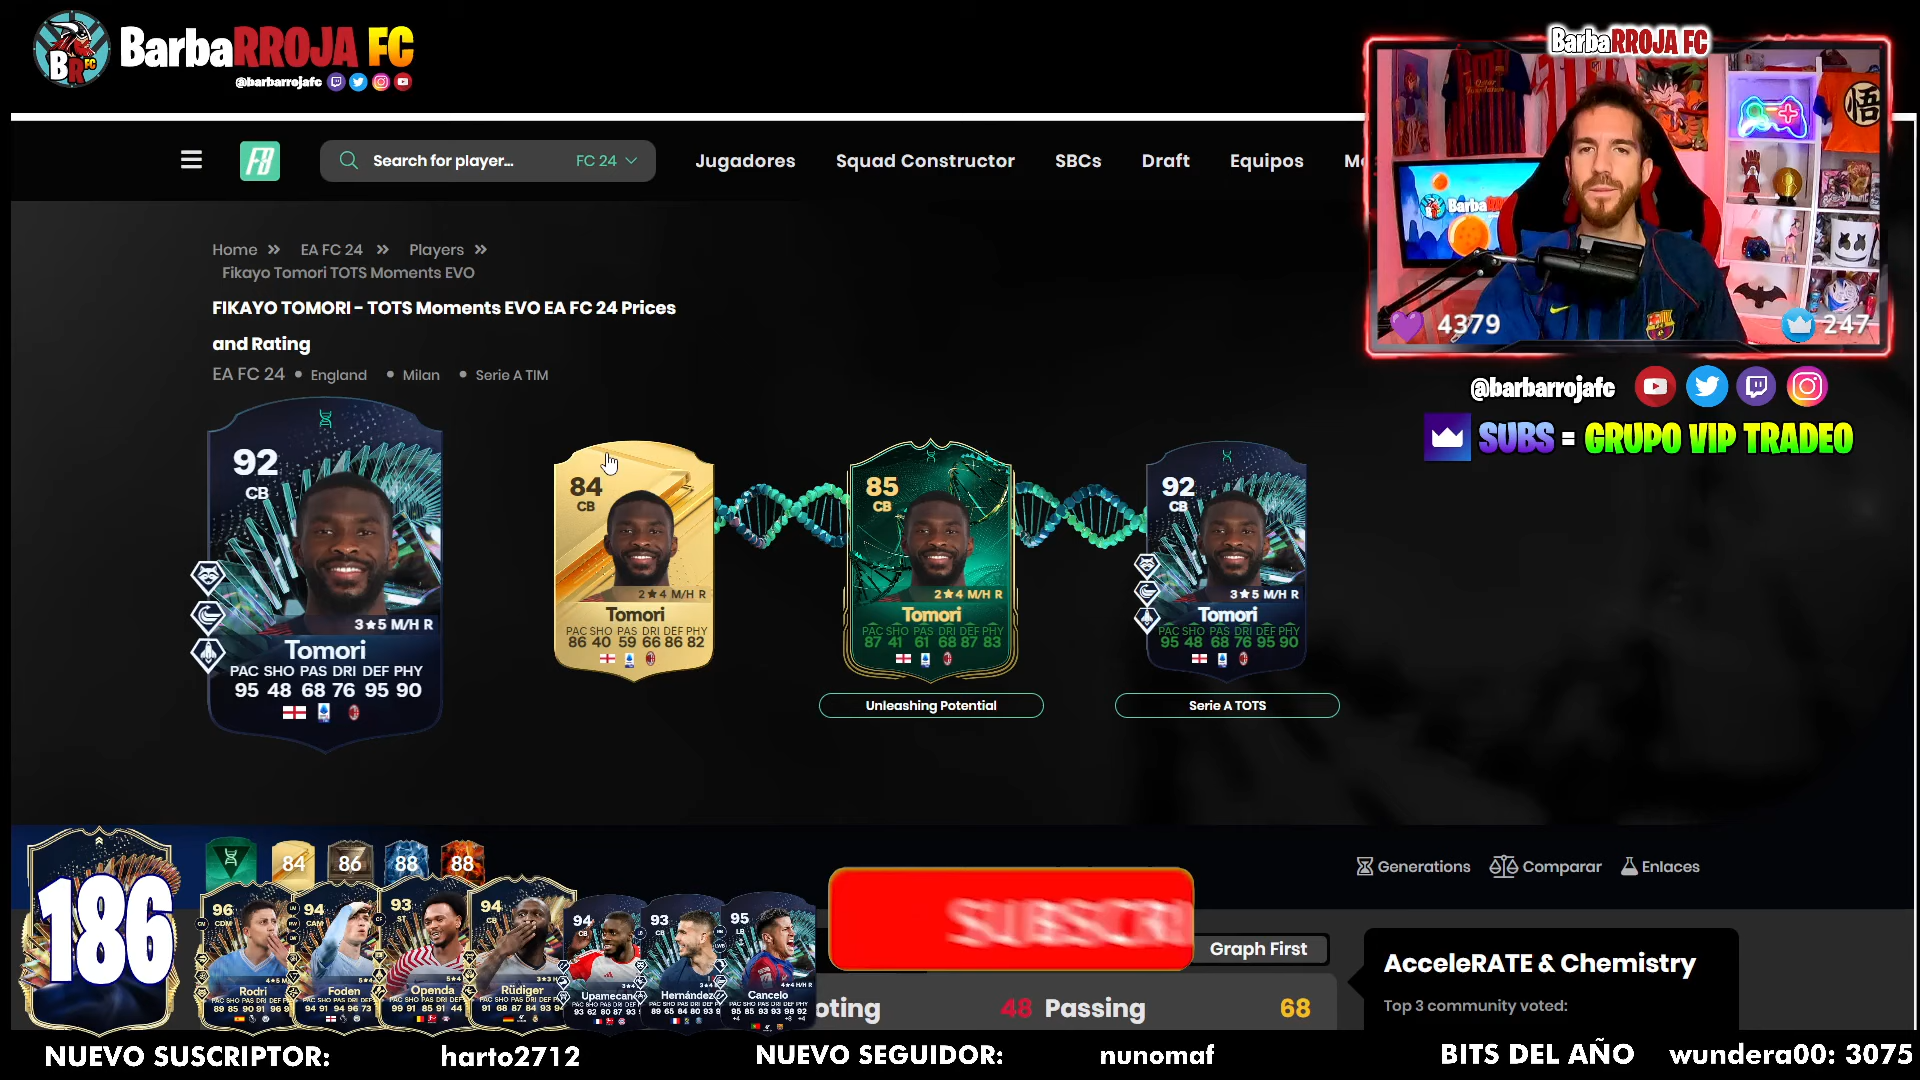 BarbaRROJA FC
@barbarrojafc
BarbaRROJA FC
Search for player...
FC 24
Jugadores
Squad Constructor
SBCs
Draft
Equipos
Home » EA FC 24 » Players »
Fikayo Tomori TOTS Moments EVO
FIKAYO TOMORI - TOTS Moments EVO EA FC 24 Prices
and Rating
EA FC 24 • England • Milan • Serie A TIM
4379
247
@barbarrojafc
SUBS = GRUPO VIP TRADEO
92
CB
3★5 M/H R
Tomori
PAC SHO PAS DRI DEF PHY
95 48 68 76 95 90
84
CB
2★4 M/H R
Tomori
PAC SHO PAS DRI DEF PHY
86 40 59 66 86 82
85
CB
2★4 M/H R
Tomori
PAC SHO PAS DRI DEF PHY
87 41 61 68 87 83
Unleashing Potential
92
CB
3★5 M/H R
Tomori
PAC SHO PAS DRI DEF PHY
95 48 68 76 95 90
Serie A TOTS
Generations
Comparar
Enlaces
186
84
86
88
88
96
CDM
Rodri
94
CAM
Foden
93
ST
Openda
94
CB
Rüdiger
94
CB
Upamecano
93
CB
Hernández
95
LB
Cancelo
SUBSCRI
Graph First
oting
48
Passing
68
AcceleRATE & Chemistry
Top 3 community voted:
NUEVO SUSCRIPTOR: harto2712
NUEVO SEGUIDOR: nunomaf
BITS DEL AÑO wundera00: 3075